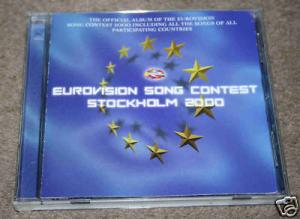 THE OFFICIAL ALBUM OF THE EUROVISION
SONG CONTEST 2000 INCLUDING ALL THE SONGS OF ALL
PARTICIPATING COUNTRIES
EUROVISION SONG CONTEST
STOCKHOLM 2000